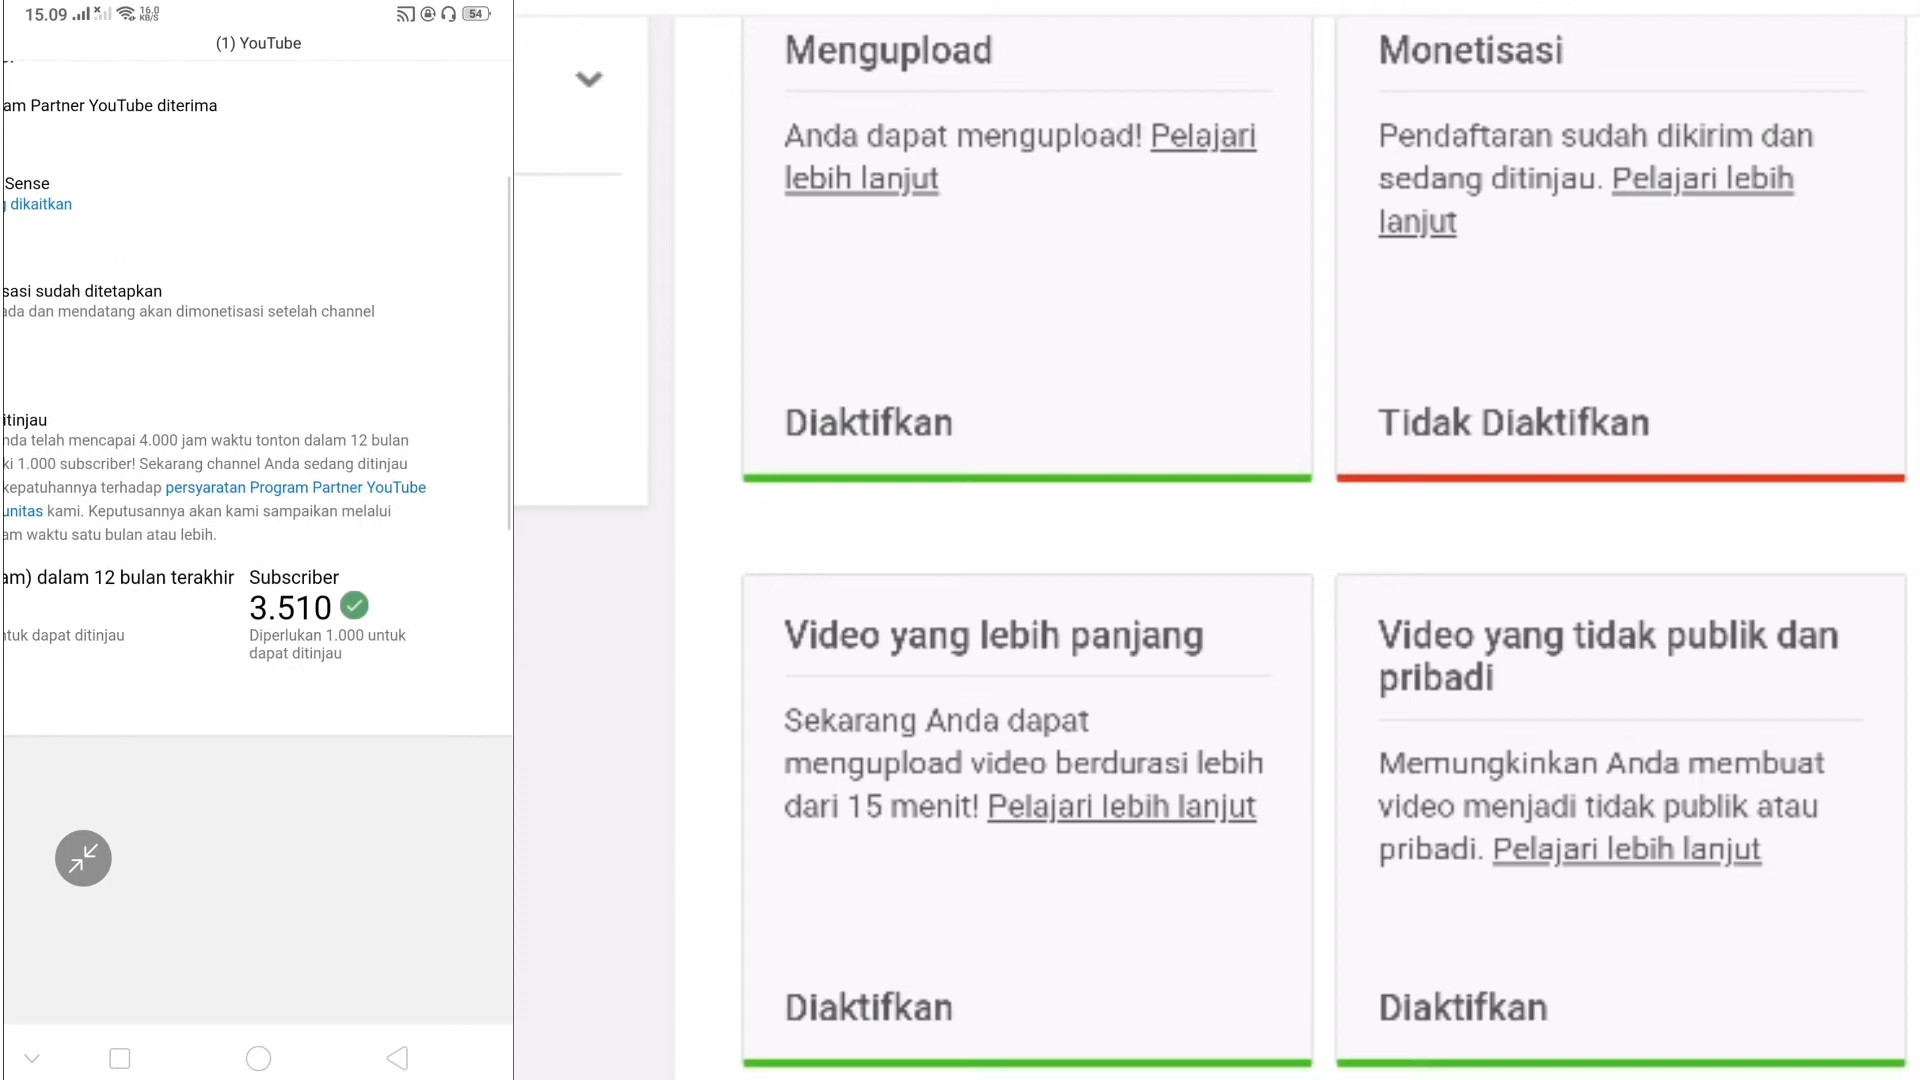 15.09
16.0
KB/S
54
(1) YouTube
am Partner YouTube diterima
Sense
dikaitkan
sasi sudah ditetapkan
ada dan mendatang akan dimonetisasi setelah channel
itinjau
nda telah mencapai 4.000 jam waktu tonton dalam 12 bulan
ki 1.000 subscriber! Sekarang channel Anda sedang ditinjau
kepatuhannya terhadap persyaratan Program Partner YouTube
unitas kami. Keputusannya akan kami sampaikan melalui
am waktu satu bulan atau lebih.
am) dalam 12 bulan terakhir
ntuk dapat ditinjau
Subscriber
3.510
Diperlukan 1.000 untuk
dapat ditinjau
Mengupload
Anda dapat mengupload! Pelajari
lebih lanjut
Diaktifkan
Monetisasi
Pendaftaran sudah dikirim dan
sedang ditinjau. Pelajari lebih
lanjut
Tidak Diaktifkan
Video yang lebih panjang
Sekarang Anda dapat
mengupload video berdurasi lebih
dari 15 menit! Pelajari lebih lanjut
Diaktifkan
Video yang tidak publik dan
pribadi
Memungkinkan Anda membuat
video menjadi tidak publik atau
pribadi. Pelajari lebih lanjut
Diaktifkan